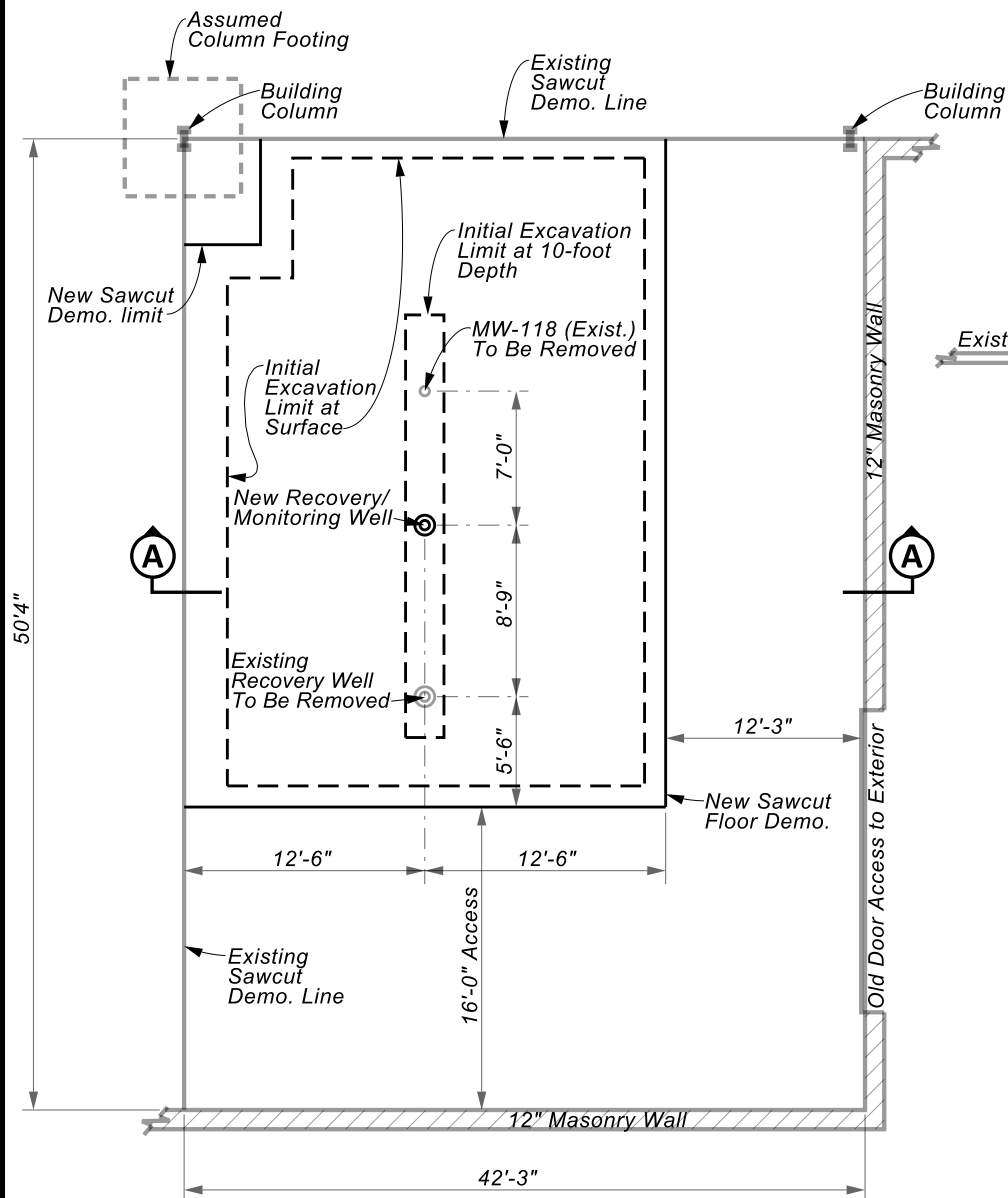 Assumed
Column Footing
Building
Column
Existing
Sawcut
Demo. Line
Building
Column
Initial Excavation
Limit at 10-foot
Depth
New Sawcut
Demo. limit
MW-118 (Exist.)
To Be Removed
12" Masonry Wall
Exist
Initial
Excavation
Limit at
Surface
7'-0"
New Recovery/
Monitoring Well
A
A
50'4"
8'-9"
Existing
Recovery Well
To Be Removed
5'-6"
12'-3"
Old Door Access to Exterior
New Sawcut
Floor Demo.
12'-6"
12'-6"
16'-0" Access
Existing
Sawcut
Demo. Line
12" Masonry Wall
42'-3"